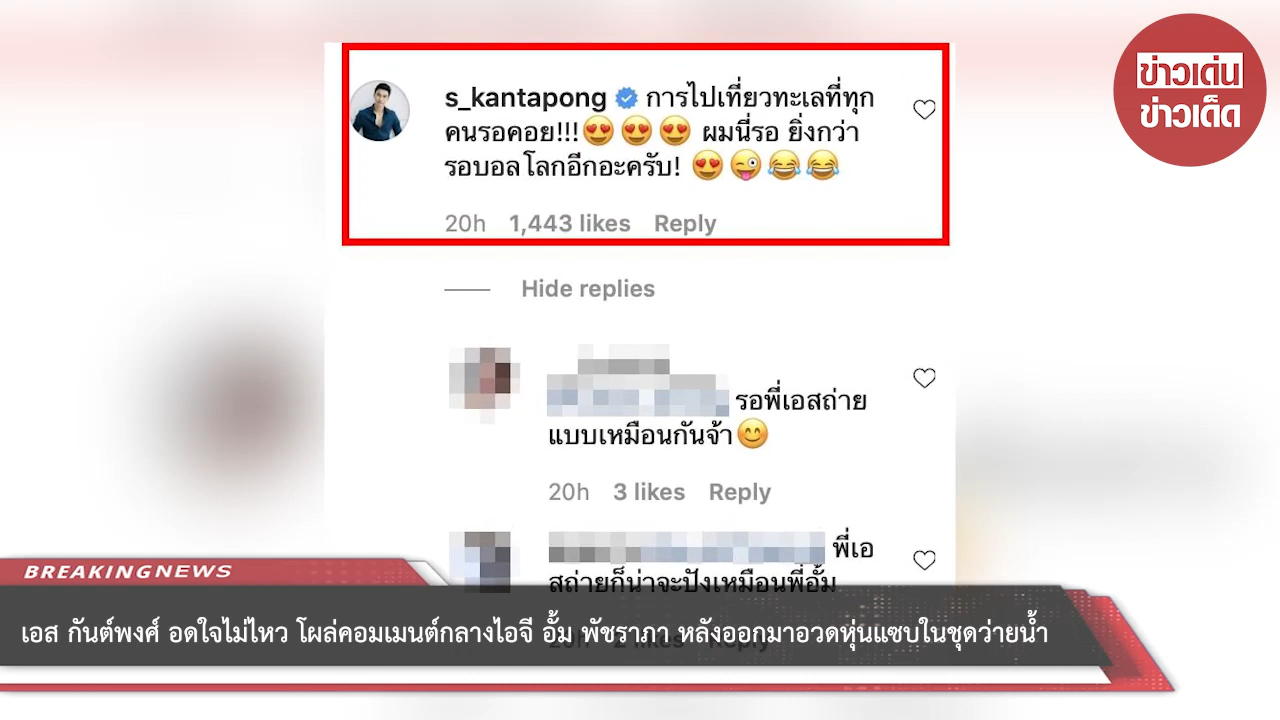 ข่าวเด่น
ข่าวเด็ด
s_kantapong การไปเที่ยวทะเลที่ทุก
คนรอคอย!!!😍😍😍 ผมนี่รอ ยิ่งกว่า
รอบอลโลกอีกอะครับ! 😍😜😂😂
20h 1,443 likes Reply
Hide replies
รอพี่เอสถ่าย
แบบเหมือนกันจ้า😊
20h 3 likes Reply
พี่เอ
สถ่ายก็น่าจะปังเหมือนพี่อั้ม
20h 2 likes Reply
BREAKINGNEWS
เอส กันต์พงศ์ อดใจไม่ไหว โผล่คอมเมนต์กลางไอจี อั้ม พัชราภา หลังออกมาอวดหุ่นแซบในชุดว่ายน้ำ